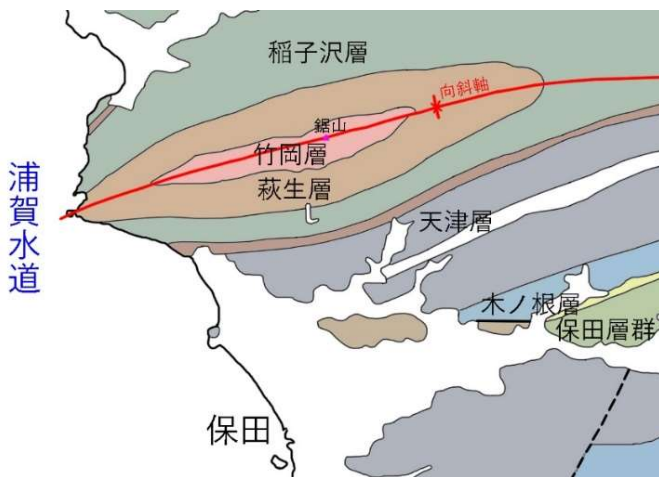 稲子沢層
向斜軸
鋸山
竹岡層
萩生層
浦賀水道
天津層
木ノ根層
保田層群
保田